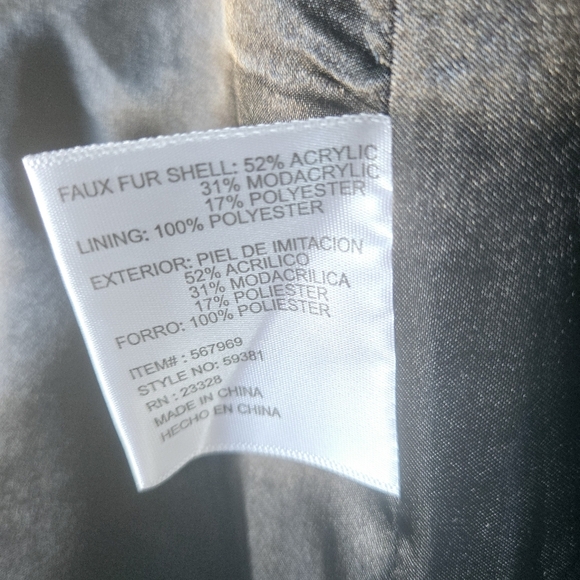 FAUX FUR SHELL: 52% ACRYLIC
31% MODACRYLIC
17% POLYESTER
LINING: 100% POLYESTER
EXTERIOR: PIEL DE IMITACION
52% ACRILICO
31% MODACRILICA
17% POLIESTER
FORRO: 100% POLIESTER
ITEM# : 567969
STYLE NO: 59381
RN : 23328
MADE IN CHINA
HECHO EN CHINA